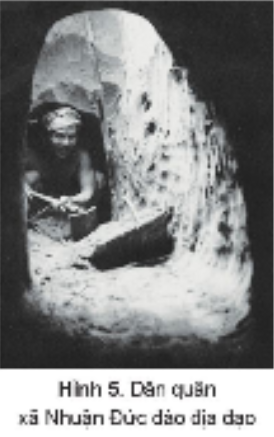 Hình 5. Dân quân
xã Nhuận Đức đào địa đạo